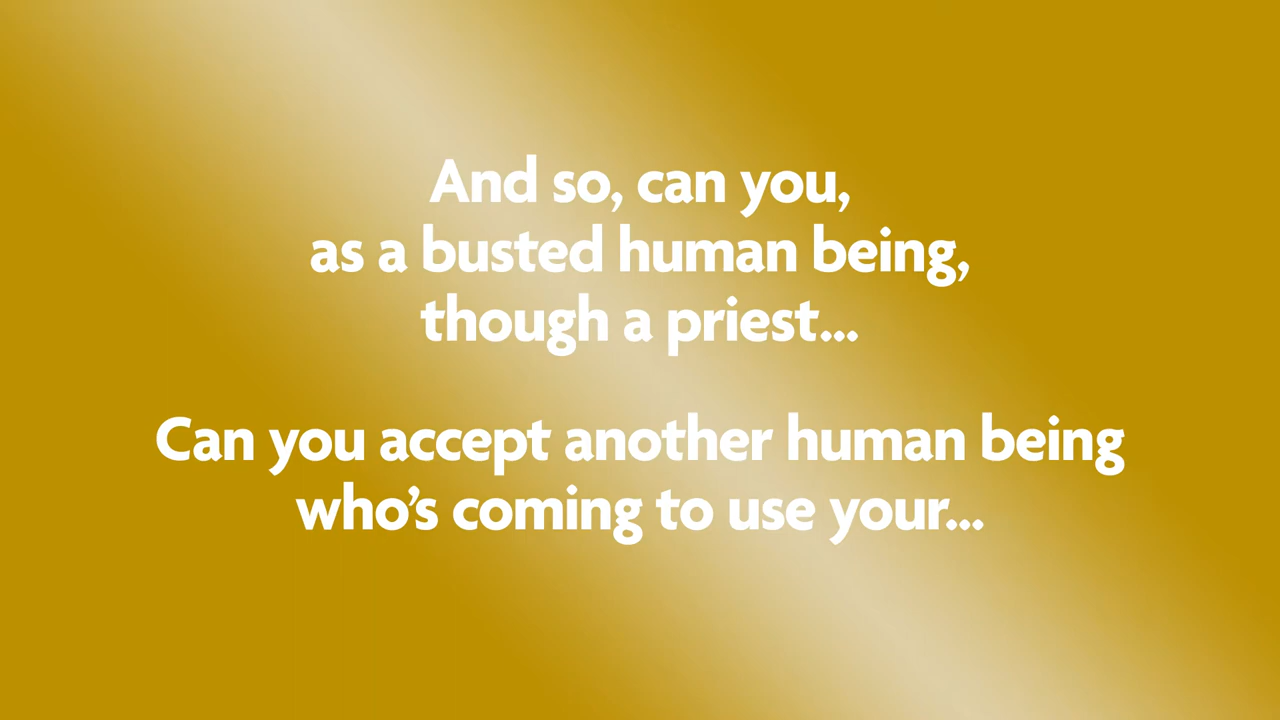 And so, can you,
as a busted human being,
though a priest...
Can you accept another human being
who's coming to use your...